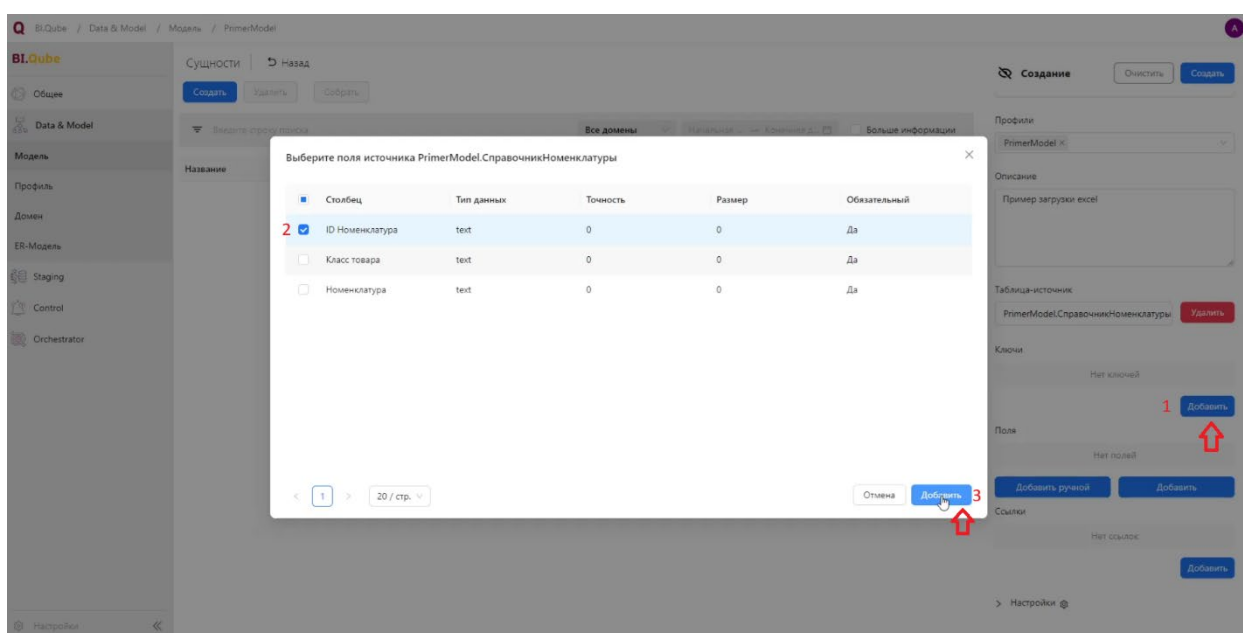 Q BI.Qube / Data & Model / Модель / PrimerModel А
BI.Qube
Общее
Data & Model
Модель
Профиль
Домен
ER-Модель
Staging
Control
Orchestrator
Настройки
Сущности Назад
Создать Удалить Собрать
Введите строку поиска Все домены Начальная ... Конечная д... Больше информации
Название
Выберите поля источника PrimerModel.СправочникНоменклатуры
Столбец Тип данных Точность Размер Обязательный
2 ID Номенклатура text 0 0 Да
Класс товара text 0 0 Да
Номенклатура text 0 0 Да
1 20 / стр. Отмена Добавить 3
Создание Очистить Создать
Профили
PrimerModel
Описание
Пример загрузки excel
Таблица-источник
PrimerModel.СправочникНоменклатуры Удалить
Ключи
Нет ключей
1 Добавить
Поля
Нет полей
Добавить ручной Добавить
Ссылки
Нет ссылок
Добавить
Настройки